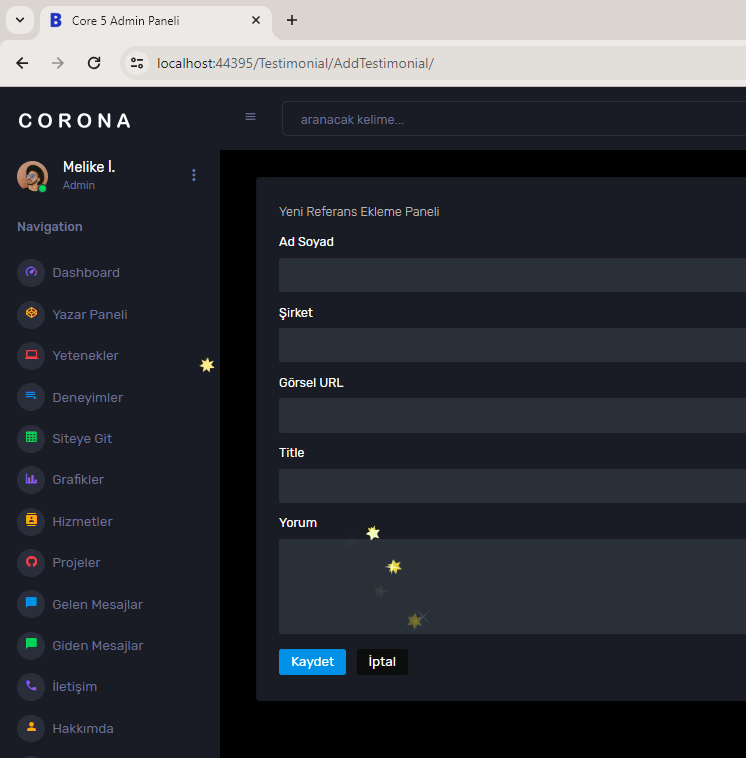 Core 5 Admin Paneli
localhost:44395/Testimonial/AddTestimonial/
CORONA
aranacak kelime...
Melike İ.
Admin
Navigation
Dashboard
Yazar Paneli
Yetenekler
Deneyimler
Siteye Git
Grafikler
Hizmetler
Projeler
Gelen Mesajlar
Giden Mesajlar
İletişim
Hakkımda
Yeni Referans Ekleme Paneli
Ad Soyad
Şirket
Görsel URL
Title
Yorum
Kaydet İptal